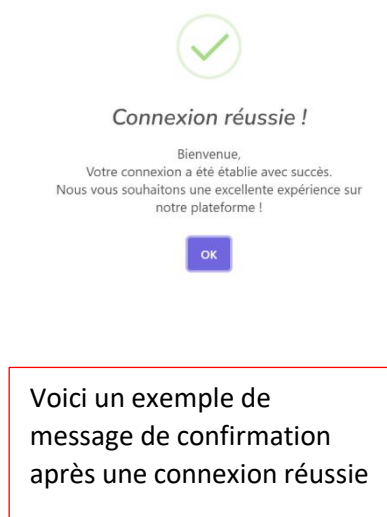 Connexion réussie !
Bienvenue,
Votre connexion a été établie avec succès.
Nous vous souhaitons une excellente expérience sur
notre plateforme !
OK
Voici un exemple de
message de confirmation
après une connexion réussie